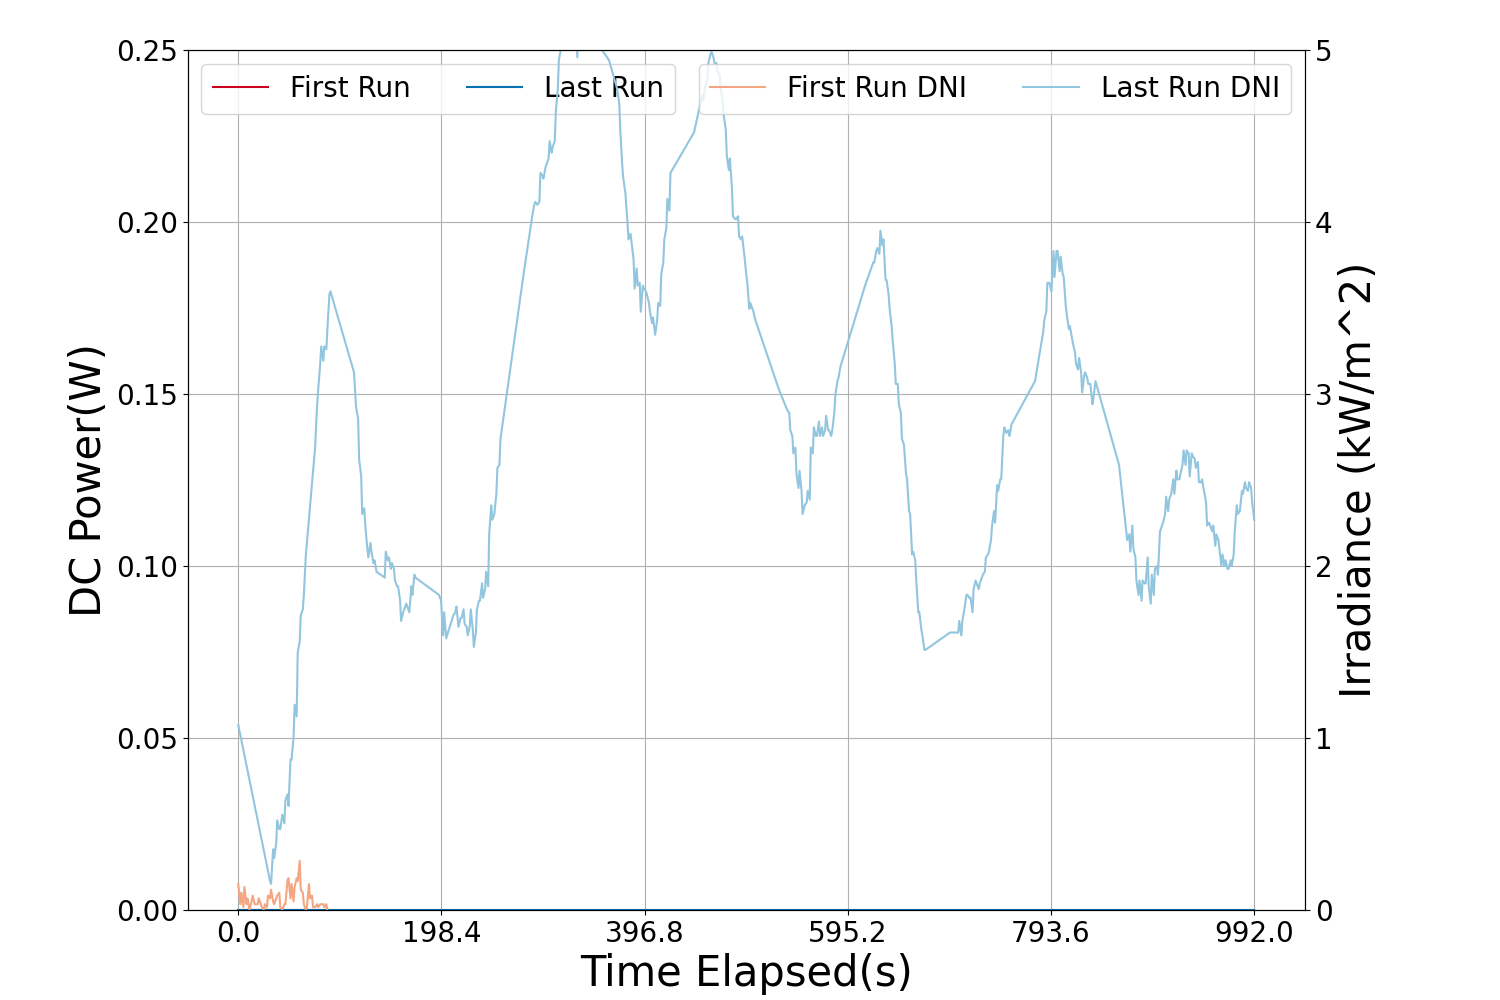 First Run
Last Run
First Run DNI
Last Run DNI
0.25
0.20
0.15
0.10
0.05
0.00
DC Power(W)
5
4
3
2
1
0
Irradiance (kW/m^2)
0.0 198.4 396.8 595.2 793.6 992.0
Time Elapsed(s)